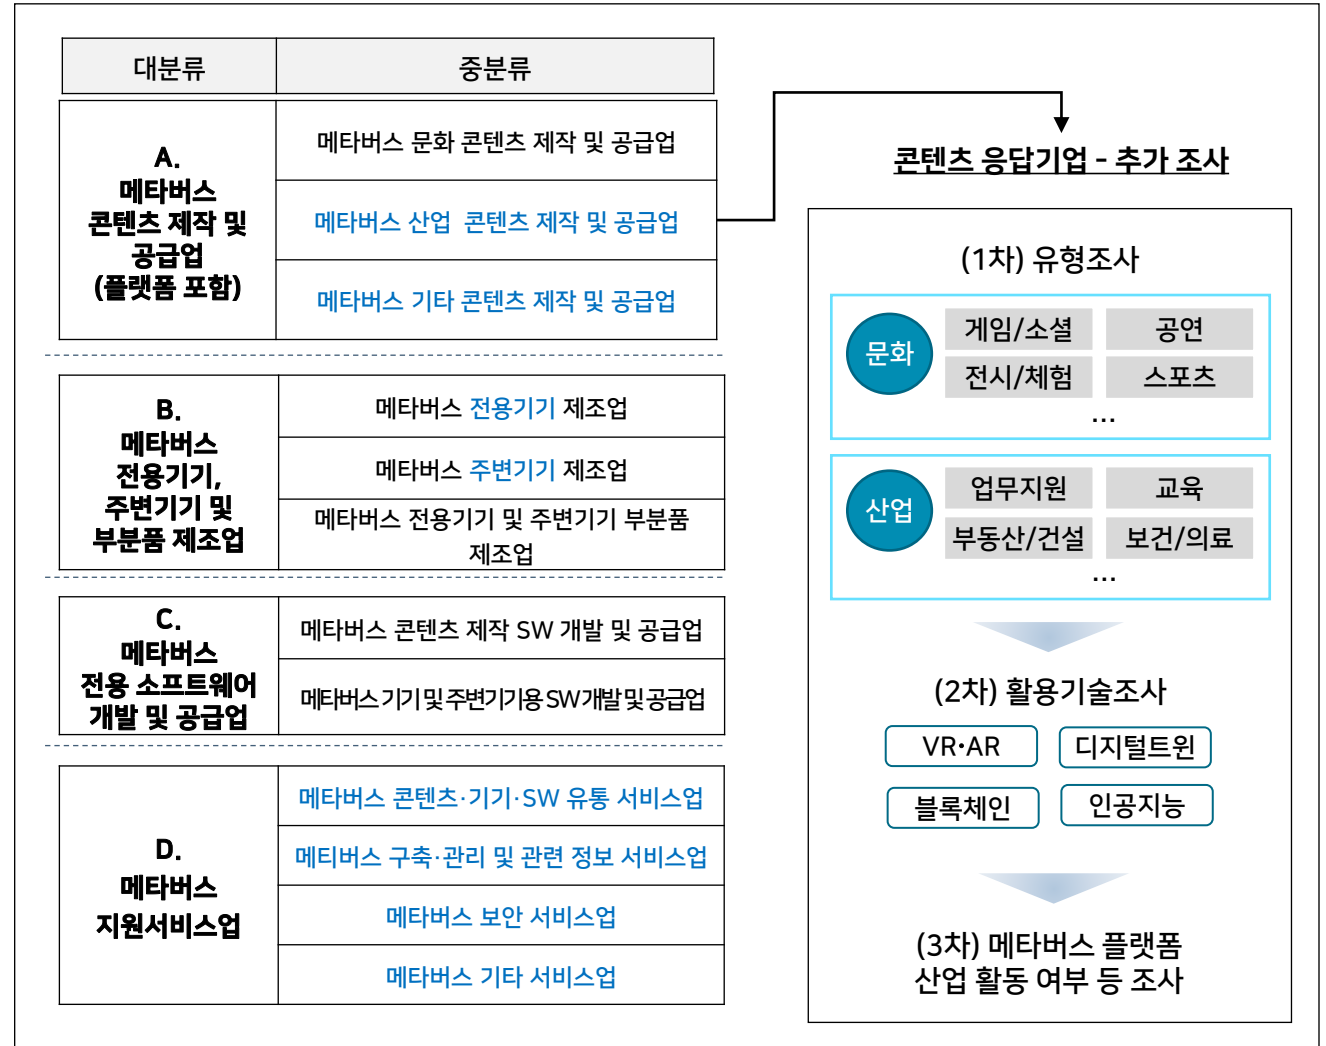 대분류
중분류
A.
메타버스
콘텐츠 제작 및
공급업
(플랫폼 포함)
메타버스 문화 콘텐츠 제작 및 공급업
메타버스 산업 콘텐츠 제작 및 공급업
메타버스 기타 콘텐츠 제작 및 공급업
B.
메타버스
전용기기,
주변기기 및
부분품 제조업
메타버스 전용기기 제조업
메타버스 주변기기 제조업
메타버스 전용기기 및 주변기기 부분품
제조업
C.
메타버스
전용 소프트웨어
개발 및 공급업
메타버스 콘텐츠 제작 SW 개발 및 공급업
메타버스 기기 및 주변기기용 SW 개발 및 공급업
D.
메타버스
지원서비스업
메타버스 콘텐츠·기기·SW 유통 서비스업
메티버스 구축·관리 및 관련 정보 서비스업
메타버스 보안 서비스업
메타버스 기타 서비스업
콘텐츠 응답기업 - 추가 조사
(1차) 유형조사
문화
게임/소셜
공연
전시/체험
스포츠
...
산업
업무지원
교육
부동산/건설
보건/의료
...
(2차) 활용기술조사
VR·AR
디지털트윈
블록체인
인공지능
(3차) 메타버스 플랫폼
산업 활동 여부 등 조사